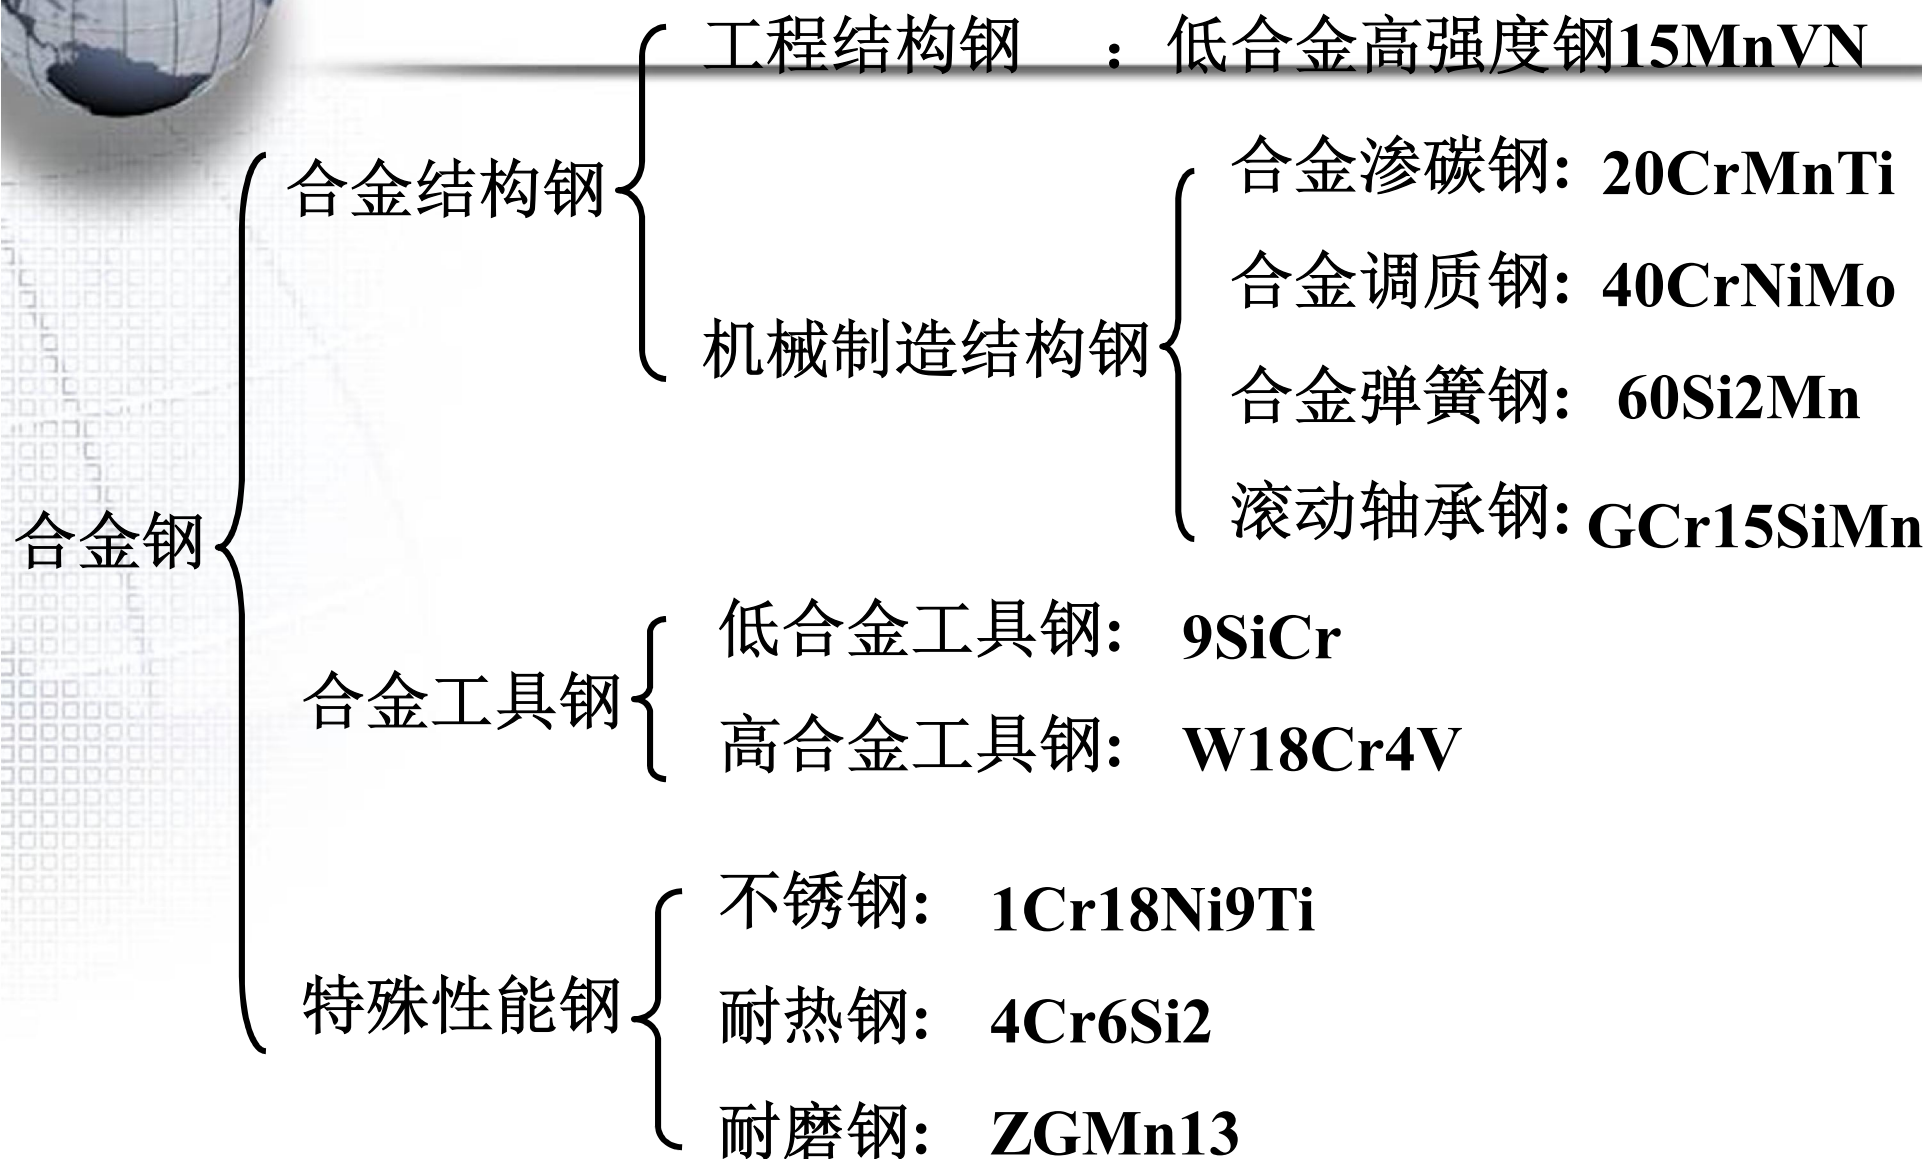 工程结构钢 ：低合金高强度钢15MnVN
合金渗碳钢: 20CrMnTi
合金结构钢
合金调质钢: 40CrNiMo
机械制造结构钢
合金弹簧钢: 60Si2Mn
滚动轴承钢: GCr15SiMn
合金钢
低合金工具钢: 9SiCr
合金工具钢
高合金工具钢: W18Cr4V
不锈钢: 1Cr18Ni9Ti
特殊性能钢
耐热钢: 4Cr6Si2
耐磨钢: ZGMn13